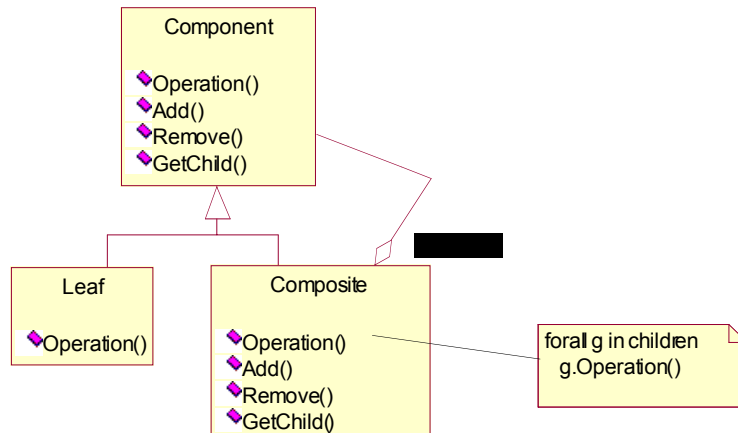 Component
Operation()
Add()
Remove()
GetChild()
Leaf
Operation()
Composite
Operation()
Add()
Remove()
GetChild()
forall g in children
g.Operation()